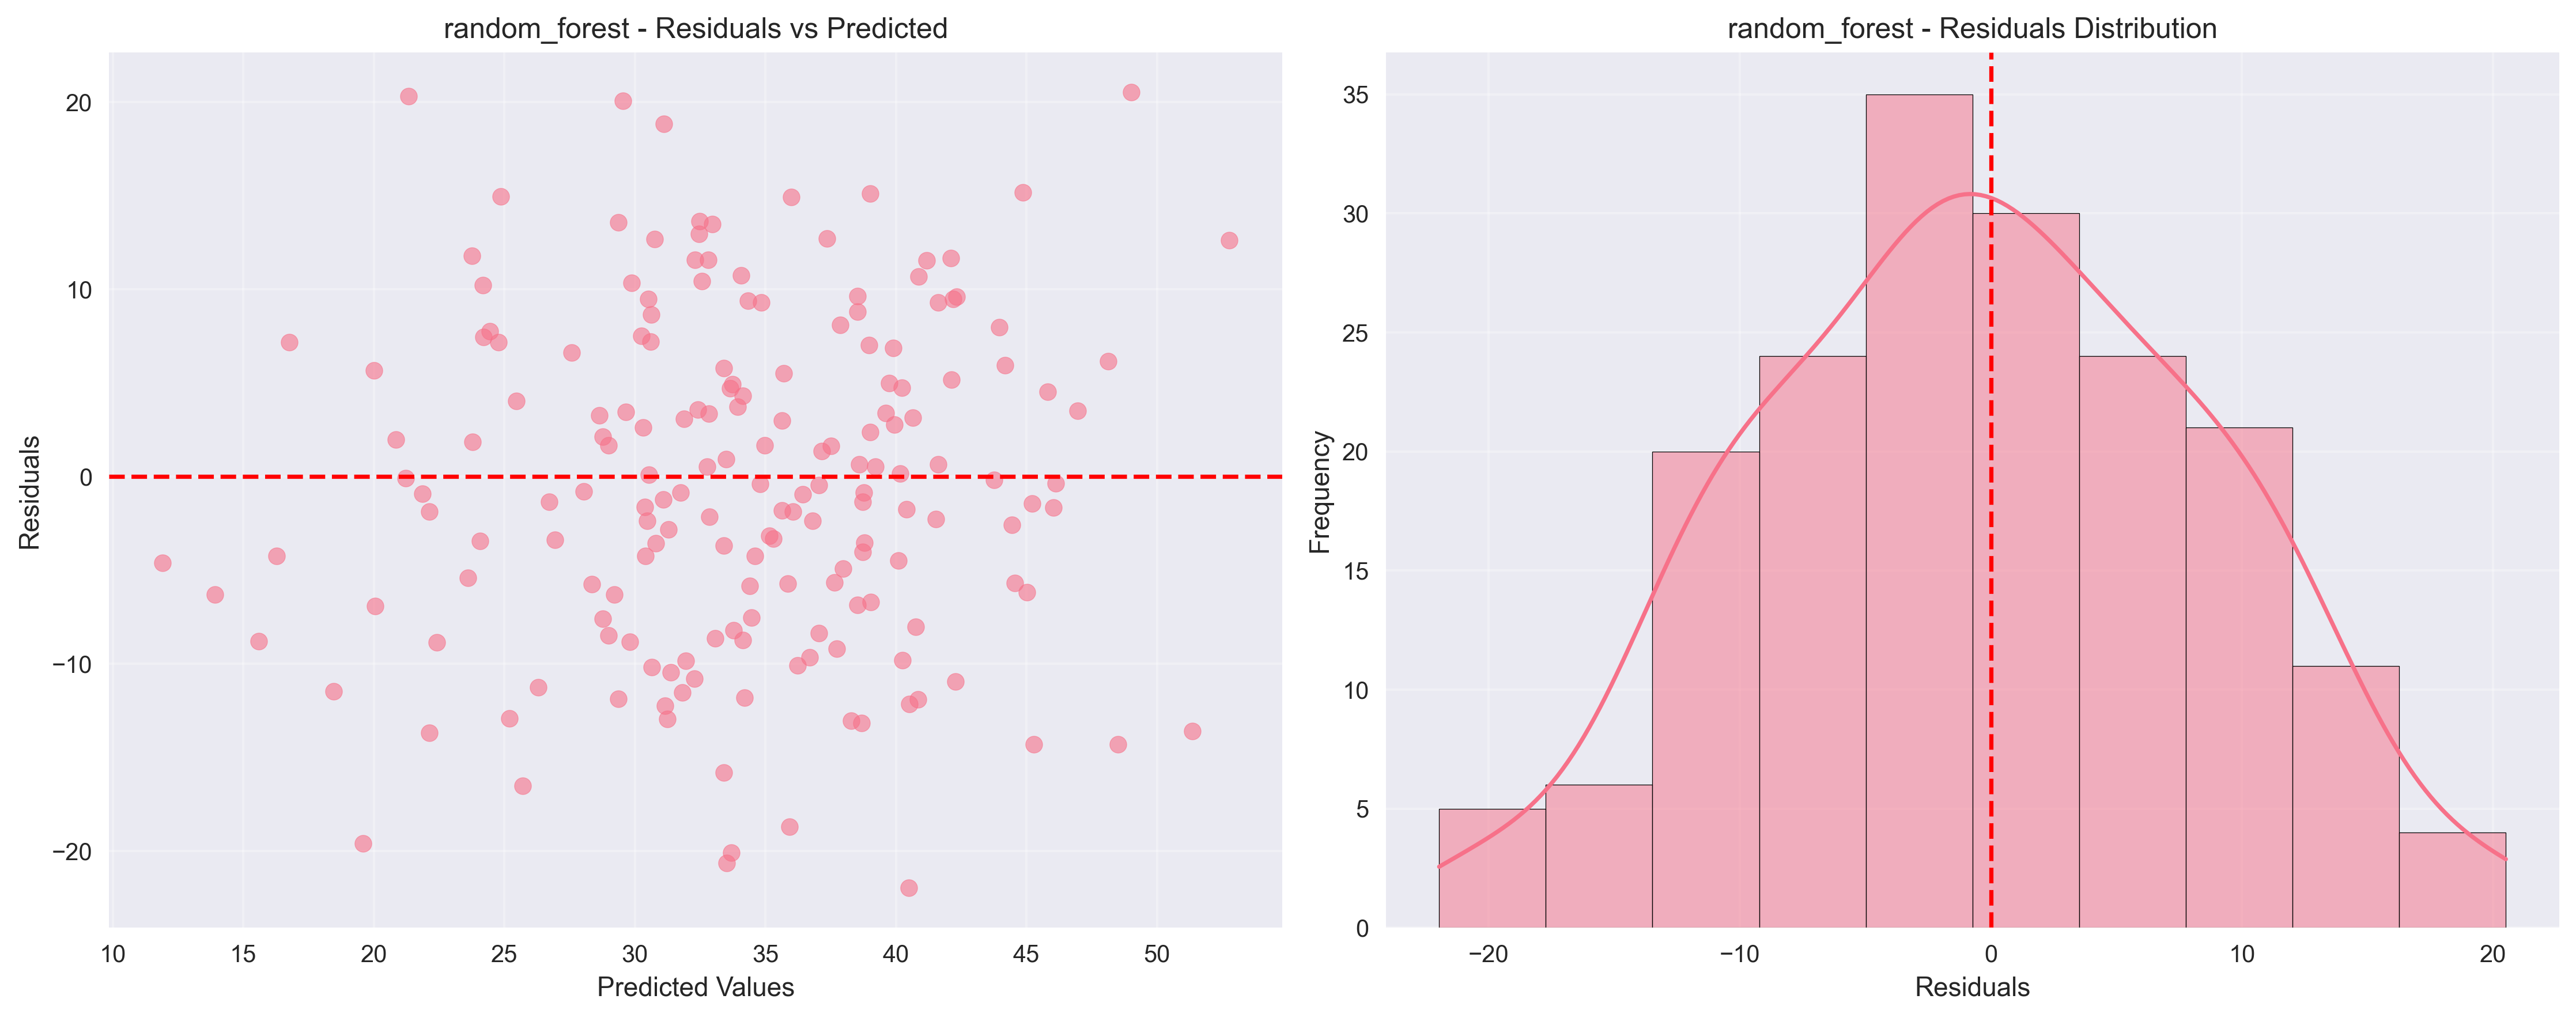 random_forest - Residuals vs Predicted
20
10
0
−10
−20
Residuals
10 15 20 25 30 35 40 45 50
Predicted Values
random_forest - Residuals Distribution
35
30
25
20
15
10
5
0
Frequency
−20 −10 0 10 20
Residuals